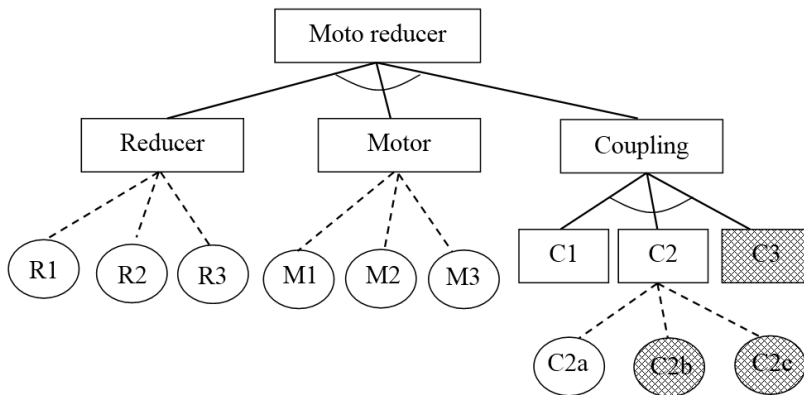 Moto reducer
Reducer
Motor
Coupling
R1
R2
R3
M1
M2
M3
C1
C2
C3
C2a
C2b
C2c